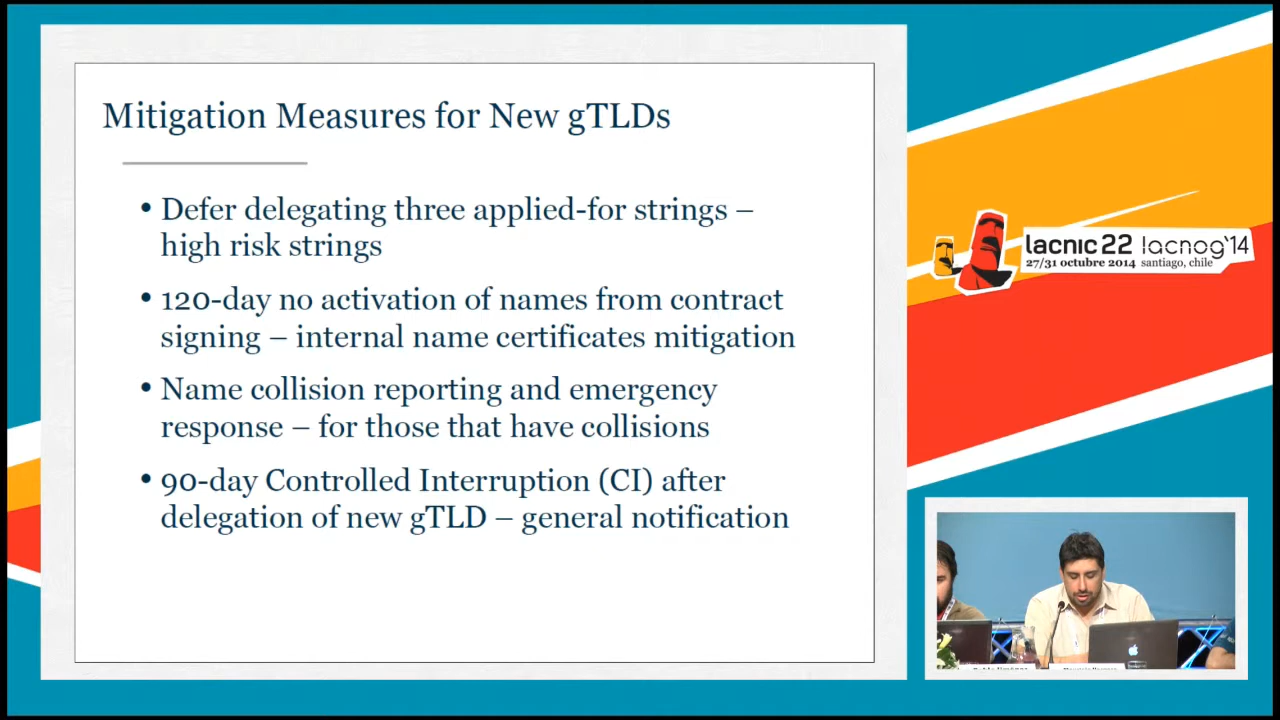 Mitigation Measures for New gTLDs
• Defer delegating three applied-for strings –
high risk strings
• 120-day no activation of names from contract
signing – internal name certificates mitigation
• Name collision reporting and emergency
response – for those that have collisions
• 90-day Controlled Interruption (CI) after
delegation of new gTLD – general notification
lacnic 22 lacnog'14
27/31 octubre 2014 santiago, chile